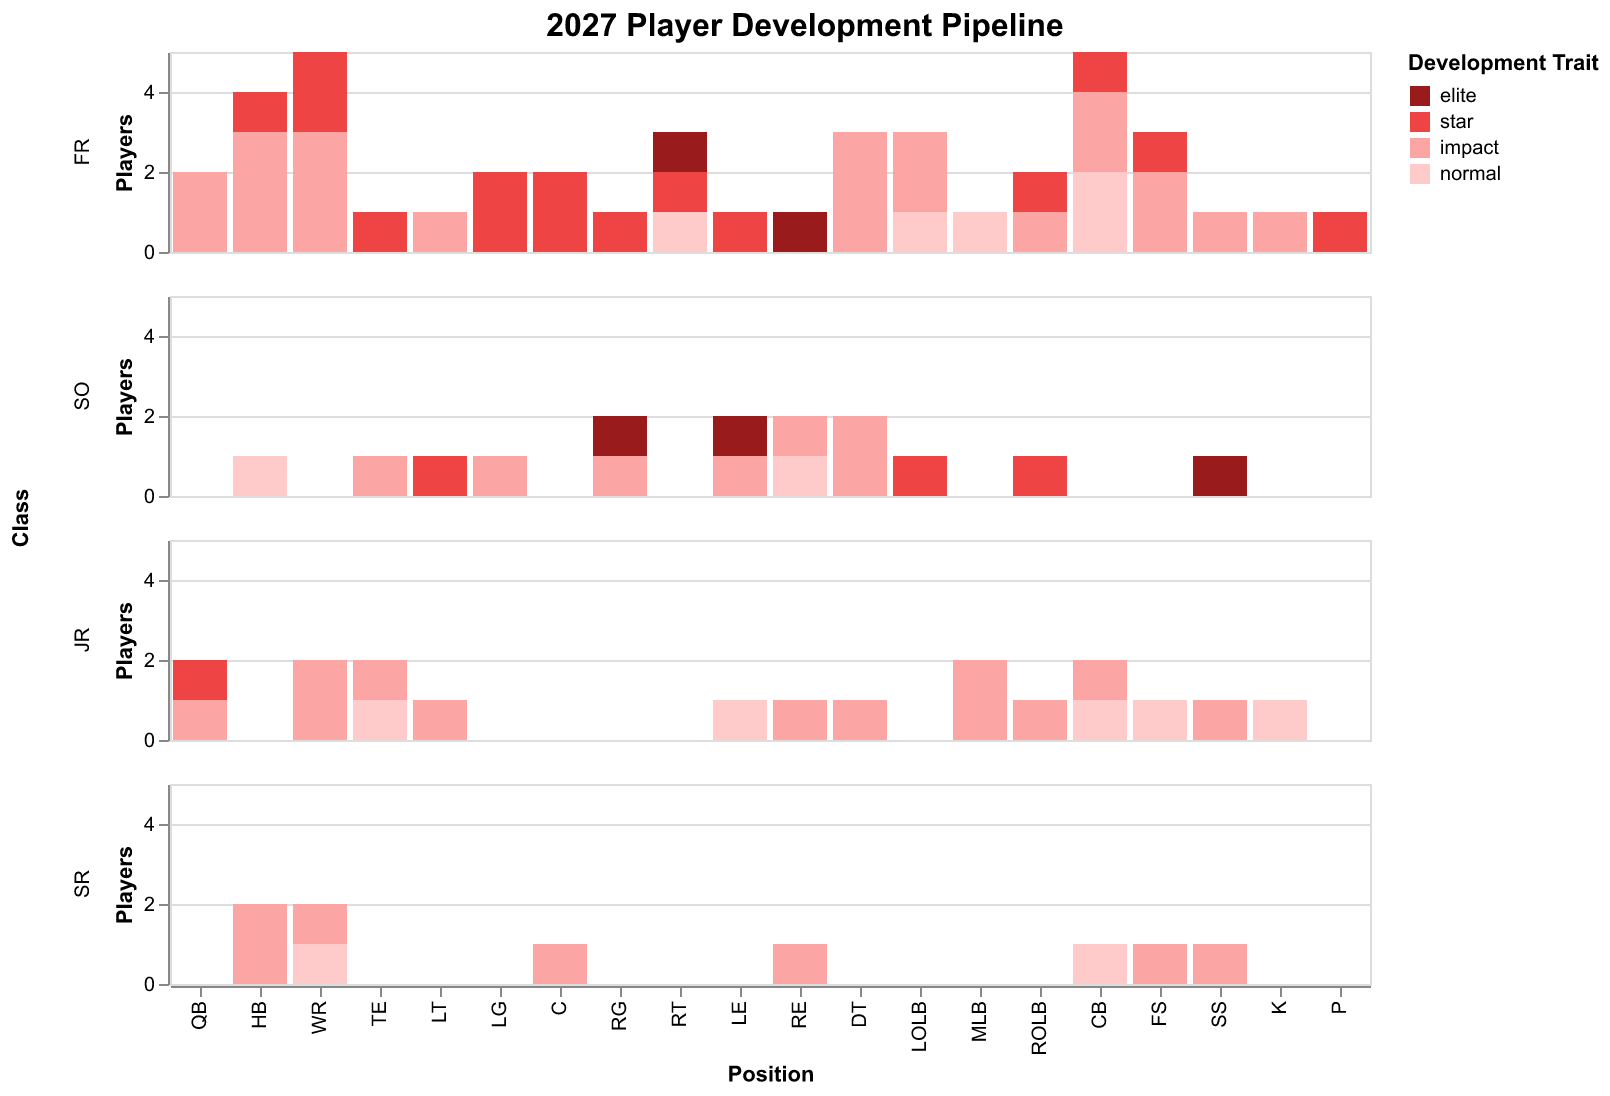 2027 Player Development Pipeline
Development Trait
elite
star
impact
normal
Class
FR
Players
4
2
0
SO
Players
4
2
0
JR
Players
4
2
0
SR
Players
4
2
0
QB
HB
WR
TE
LT
LG
C
RG
RT
LE
RE
DT
LOLB
MLB
ROLB
CB
FS
SS
K
P
Position